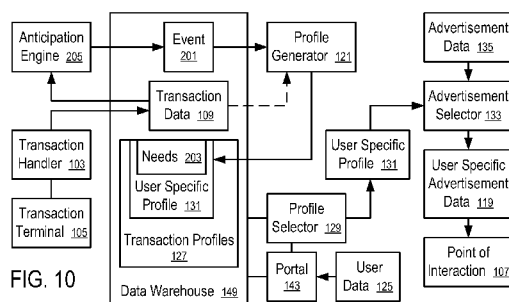 Anticipation
Engine 205
Event
201
Profile
Generator
121
Advertisement
Data 135
Transaction
Data 109
Advertisement
Selector
133
Transaction
Handler 103
Needs 203
User Specific
Profile
131
User Specific
Profile 131
User Specific
Advertisement
Data
119
Transaction
Terminal
105
Transaction Profiles
127
Profile
Selector
129
Point of
Interaction 107
FIG. 10
Data Warehouse 149
Portal
143
User
Data 125